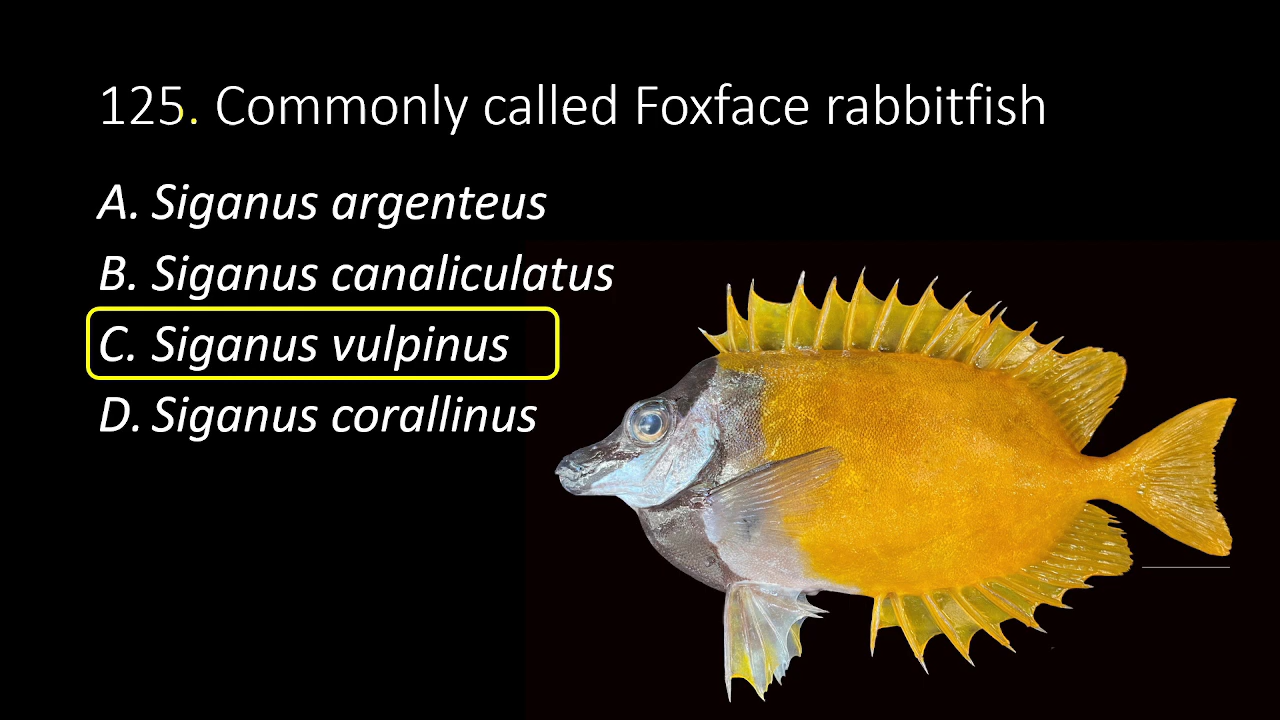 125. Commonly called Foxface rabbitfish
A. Siganus argenteus
B. Siganus canaliculatus
C. Siganus vulpinus
D. Siganus corallinus